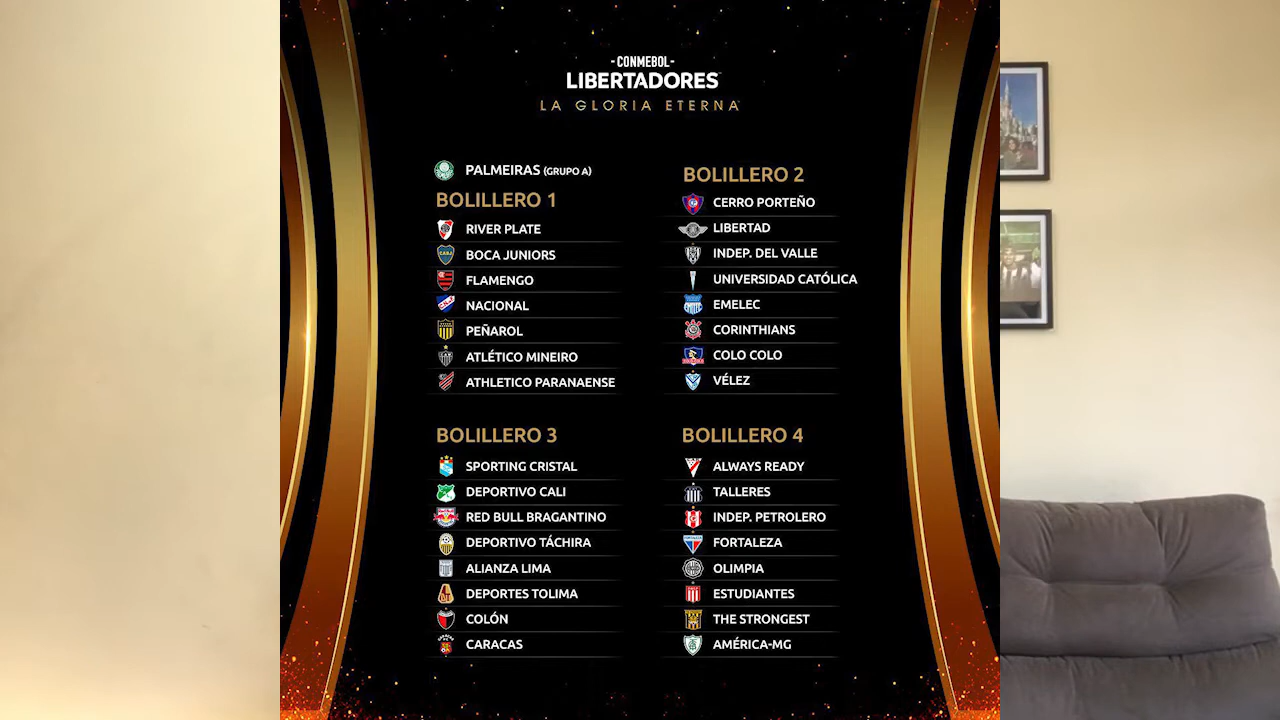 -CONMEBOL-
LIBERTADORES
LA GLORIA ETERNA
PALMEIRAS (GRUPO A)
BOLILLERO 1
RIVER PLATE
BOCA JUNIORS
FLAMENGO
NACIONAL
PEÑAROL
ATLÉTICO MINEIRO
ATHLETICO PARANAENSE
BOLILLERO 2
CERRO PORTEÑO
LIBERTAD
INDEP. DEL VALLE
UNIVERSIDAD CATÓLICA
EMELEC
CORINTHIANS
COLO COLO
VÉLEZ
BOLILLERO 3
SPORTING CRISTAL
DEPORTIVO CALI
RED BULL BRAGANTINO
DEPORTIVO TÁCHIRA
ALIANZA LIMA
DEPORTES TOLIMA
COLÓN
CARACAS
BOLILLERO 4
ALWAYS READY
TALLERES
INDEP. PETROLERO
FORTALEZA
OLIMPIA
ESTUDIANTES
THE STRONGEST
AMÉRICA-MG